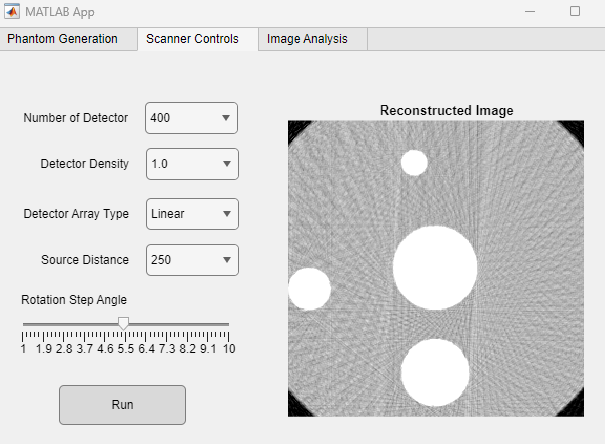 MATLAB App
Phantom Generation
Scanner Controls
Image Analysis
Number of Detector
400
Detector Density
1.0
Detector Array Type
Linear
Source Distance
250
Rotation Step Angle
1 1.9 2.8 3.7 4.6 5.5 6.4 7.3 8.2 9.1 10
Run
Reconstructed Image